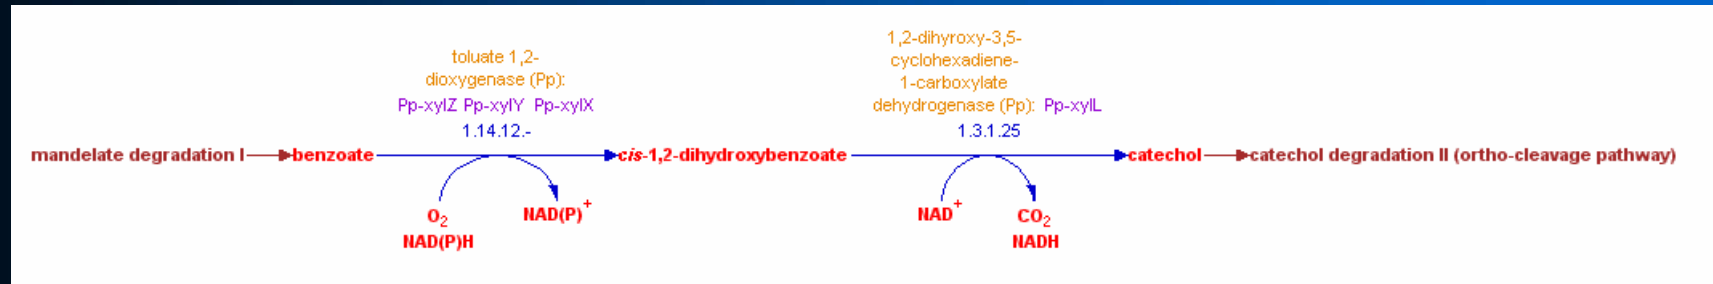 toluate 1,2-
dioxygenase (Pp):
Pp-xylZ Pp-xylY Pp-xylX
1.14.12.-
1,2-dihyroxy-3,5-
cyclohexadiene-
1-carboxylate
dehydrogenase (Pp): Pp-xylL
1.3.1.25
mandelate degradation I benzoate cis-1,2-dihydroxybenzoate catechol catechol degradation II (ortho-cleavage pathway)
O2 NAD(P)+ NAD+ CO2
NAD(P)H NADH